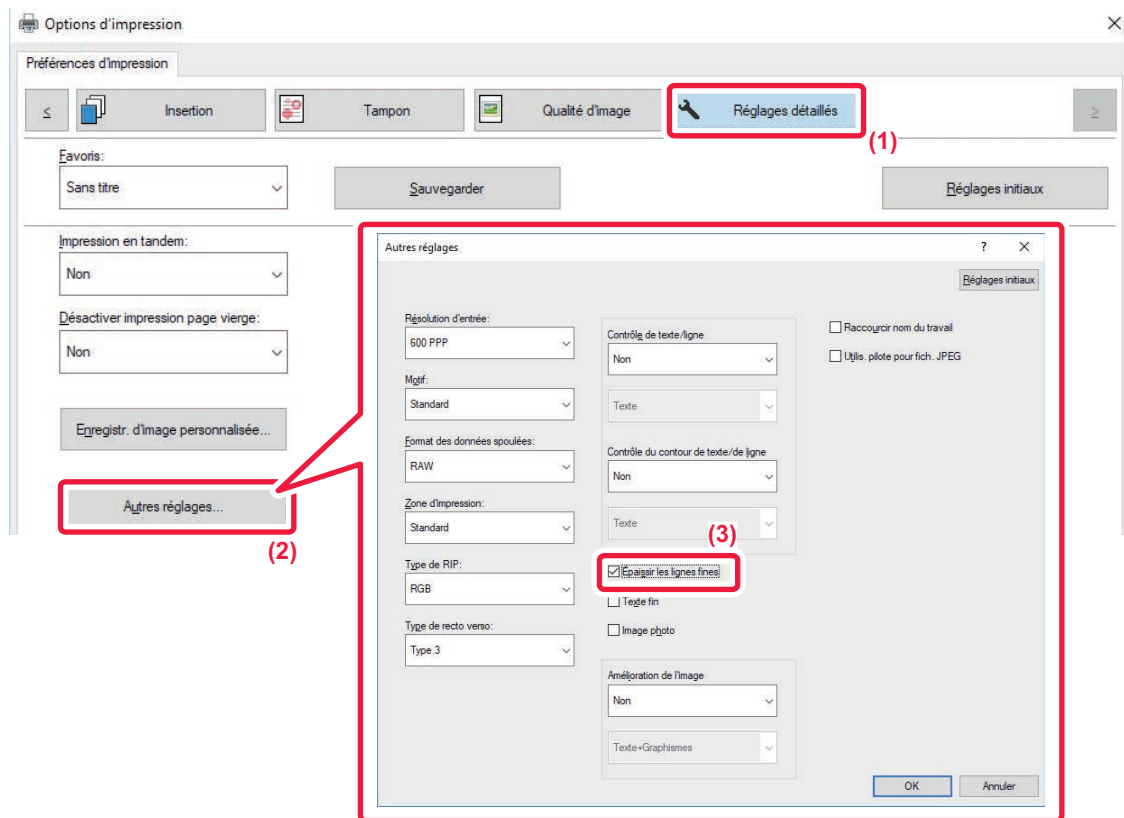 Options d'impression
Préférences d'impression
<
Insertion
Tampon
Qualité d'image
Réglages détaillés
>
(1)
Favoris:
Sans titre
Sauvegarder
Réglages initiaux
Impression en tandem:
Non
Désactiver impression page vierge:
Non
Enregistr. d'image personnalisée...
Autres réglages...
(2)
Autres réglages
?
Réglages initiaux
Résolution d'entrée:
600 PPP
Motif:
Standard
Format des données spoulées:
RAW
Zone d'impression:
Standard
Type de RIP:
RGB
Type de recto verso:
Type 3
Contrôle de texte/ligne
Non
Texte
Contrôle du contour de texte/de ligne
Non
Texte
(3)
Épaissir les lignes fines
Texte fin
Image photo
Amélioration de l'image
Non
Texte+Graphismes
Raccourcir nom du travail
Utilis. pilote pour fich. JPEG
OK
Annuler